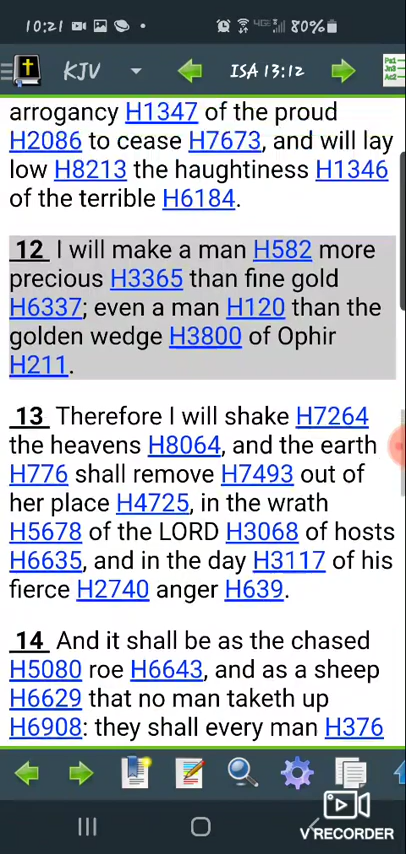 10:21 80%
KJV ISA 13:12
arrogancy H1347 of the proud
H2086 to cease H7673, and will lay
low H8213 the haughtiness H1346
of the terrible H6184.
12 I will make a man H582 more
precious H3365 than fine gold
H6337; even a man H120 than the
golden wedge H3800 of Ophir
H211.
13 Therefore I will shake H7264
the heavens H8064, and the earth
H776 shall remove H7493 out of
her place H4725, in the wrath
H5678 of the LORD H3068 of hosts
H6635, and in the day H3117 of his
fierce H2740 anger H639.
14 And it shall be as the chased
H5080 roe H6643, and as a sheep
H6629 that no man taketh up
H6908: they shall every man H376
V RECORDER